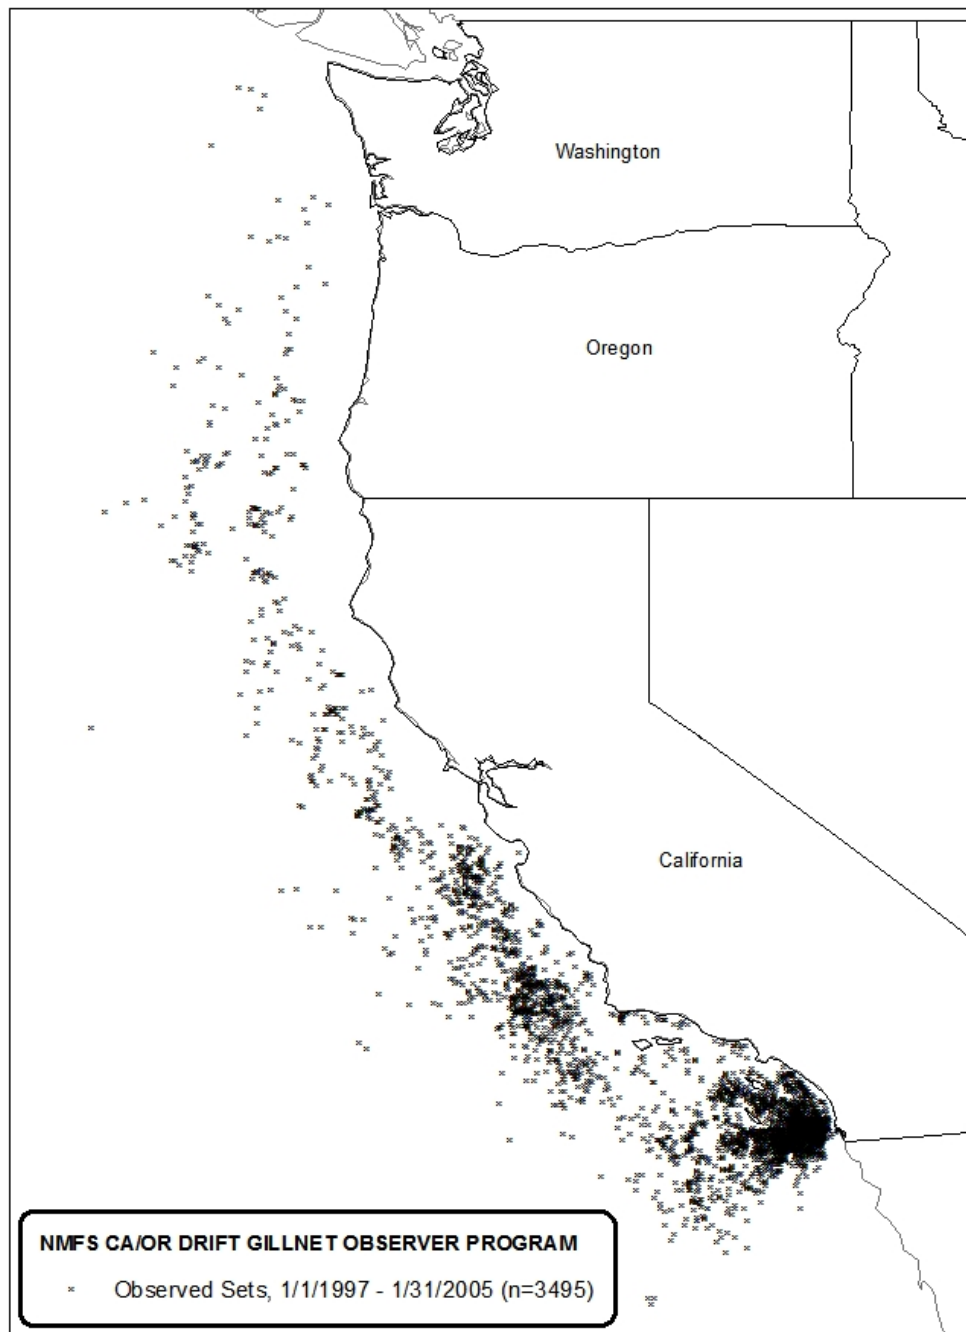 Washington
Oregon
California
NMFS CA/OR DRIFT GILLNET OBSERVER PROGRAM
Observed Sets, 1/1/1997 - 1/31/2005 (n=3495)